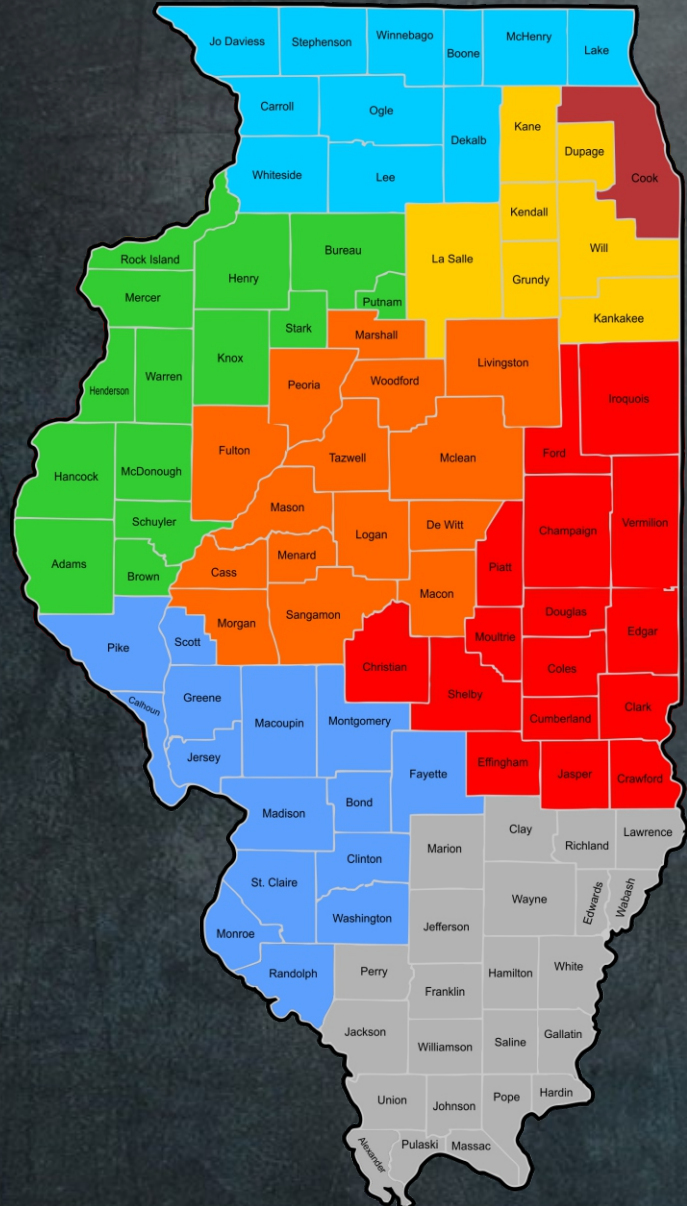 Jo Daviess
Stephenson
Winnebago
Boone
McHenry
Lake
Carroll
Ogle
Dekalb
Kane
Dupage
Cook
Whiteside
Lee
Kendall
La Salle
Will
Grundy
Kankakee
Rock Island
Henry
Bureau
Putnam
Mercer
Stark
Marshall
Knox
Warren
Henderson
Peoria
Woodford
Livingston
Iroquois
Fulton
Tazwell
Mclean
Ford
Hancock
McDonough
Mason
Logan
De Witt
Champaign
Vermilion
Schuyler
Adams
Brown
Cass
Menard
Macon
Piatt
Douglas
Edgar
Pike
Scott
Morgan
Sangamon
Christian
Moultrie
Coles
Shelby
Cumberland
Clark
Calhoun
Greene
Macoupin
Montgomery
Jersey
Fayette
Effingham
Jasper
Crawford
Madison
Bond
Clinton
Marion
Clay
Richland
Lawrence
St. Claire
Washington
Wayne
Edwards
Wabash
Monroe
Jefferson
Randolph
Perry
Franklin
Hamilton
White
Jackson
Williamson
Saline
Gallatin
Union
Johnson
Pope
Hardin
Alexander
Pulaski
Massac